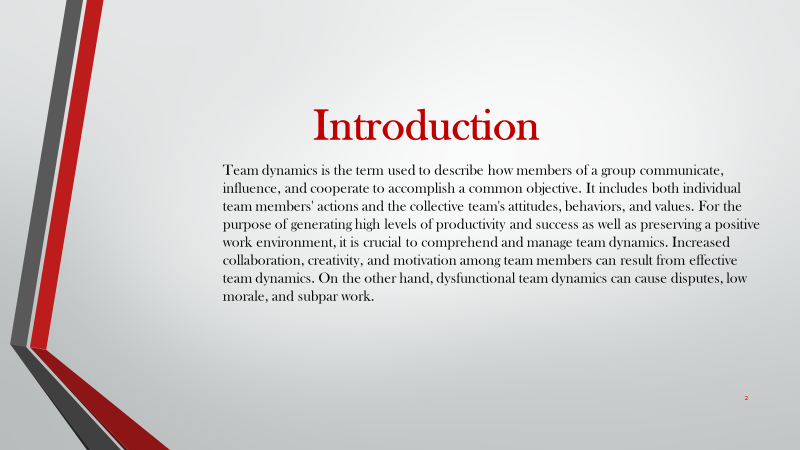 Introduction
Team dynamics is the term used to describe how members of a group communicate,
influence, and cooperate to accomplish a common objective. It includes both individual
team members' actions and the collective team's attitudes, behaviors, and values. For the
purpose of generating high levels of productivity and success as well as preserving a positive
work environment, it is crucial to comprehend and manage team dynamics. Increased
collaboration, creativity, and motivation among team members can result from effective
team dynamics. On the other hand, dysfunctional team dynamics can cause disputes, low
morale, and subpar work.
2